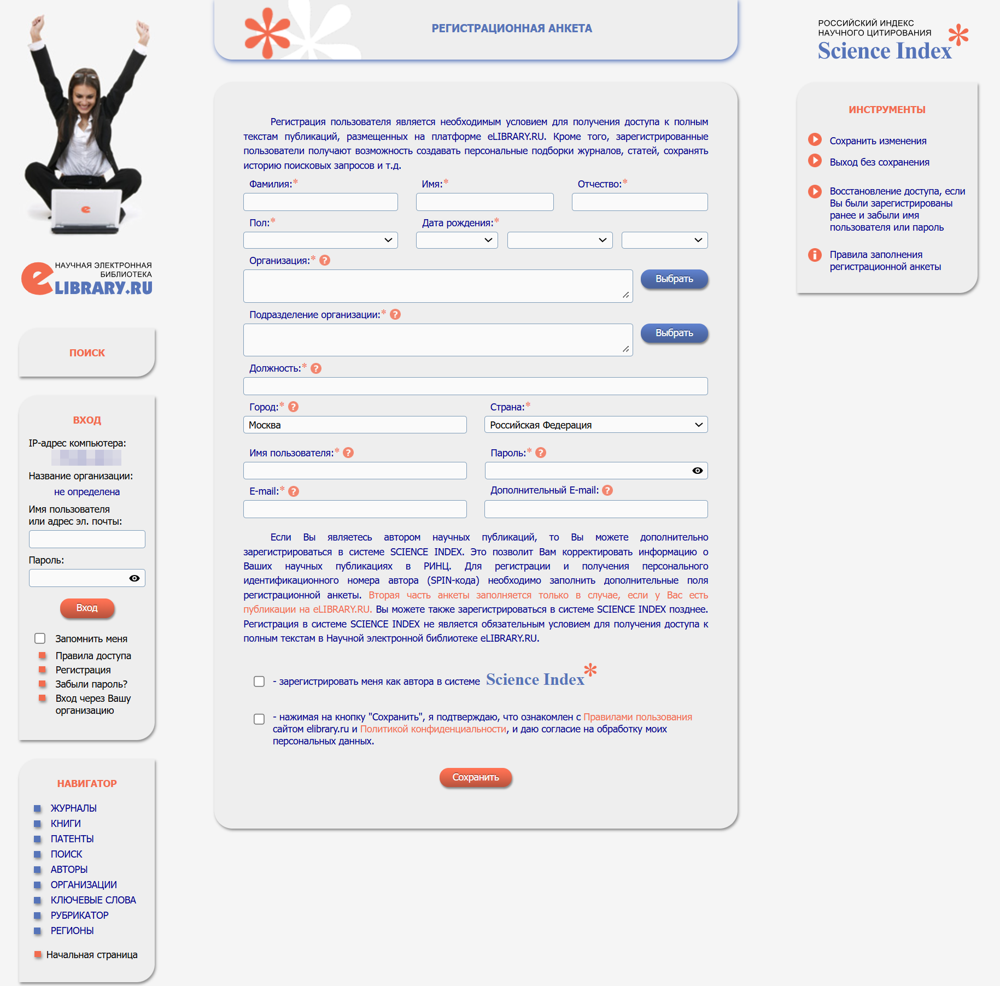 РЕГИСТРАЦИОННАЯ АНКЕТА
РОССИЙСКИЙ ИНДЕКС
НАУЧНОГО ЦИТИРОВАНИЯ
Science Index
e
НАУЧНАЯ ЭЛЕКТРОННАЯ
БИБЛИОТЕКА
eLIBRARY.RU
ПОИСК
ВХОД
IP-адрес компьютера:
Название организации:
не определена
Имя пользователя
или адрес эл. почты:
Пароль:
Вход
Запомнить меня
Правила доступа
Регистрация
Забыли пароль?
Вход через Вашу
организацию
НАВИГАТОР
ЖУРНАЛЫ
КНИГИ
ПАТЕНТЫ
ПОИСК
АВТОРЫ
ОРГАНИЗАЦИИ
КЛЮЧЕВЫЕ СЛОВА
РУБРИКАТОР
РЕГИОНЫ
Начальная страница
Регистрация пользователя является необходимым условием для получения доступа к полным
текстам публикаций, размещенных на платформе eLIBRARY.RU. Кроме того, зарегистрированные
пользователи получают возможность создавать персональные подборки журналов, статей, сохранять
историю поисковых запросов и т.д.
Фамилия:* Имя:* Отчество:*
Пол:* Дата рождения:*
Организация:* ?
Выбрать
Подразделение организации:* ?
Выбрать
Должность:* ?
Город:* ? Страна:*
Москва Российская Федерация
Имя пользователя:* ? Пароль:* ?
E-mail:* ? Дополнительный E-mail: ?
Если Вы являетесь автором научных публикаций, то Вы можете дополнительно
зарегистрироваться в системе SCIENCE INDEX. Это позволит Вам корректировать информацию о
Ваших научных публикациях в РИНЦ. Для регистрации и получения персонального
идентификационного номера автора (SPIN-кода) необходимо заполнить дополнительные поля
регистрационной анкеты. Вторая часть анкеты заполняется только в случае, если у Вас есть
публикации на eLIBRARY.RU. Вы можете также зарегистрироваться в системе SCIENCE INDEX позднее.
Регистрация в системе SCIENCE INDEX не является обязательным условием для получения доступа к
полным текстам в Научной электронной библиотеке eLIBRARY.RU.
- зарегистрировать меня как автора в системе Science Index
- нажимая на кнопку "Сохранить", я подтверждаю, что ознакомлен с Правилами пользования
сайтом elibrary.ru и Политикой конфиденциальности, и даю согласие на обработку моих
персональных данных.
Сохранить
ИНСТРУМЕНТЫ
Сохранить изменения
Выход без сохранения
Восстановление доступа, если
Вы были зарегистрированы
ранее и забыли имя
пользователя или пароль
Правила заполнения
регистрационной анкеты